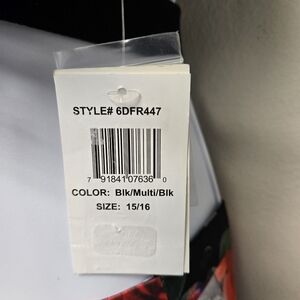 STYLE# 6DFR447
7 91841 07636 0
COLOR: Blk/Multi/Blk
SIZE: 15/16